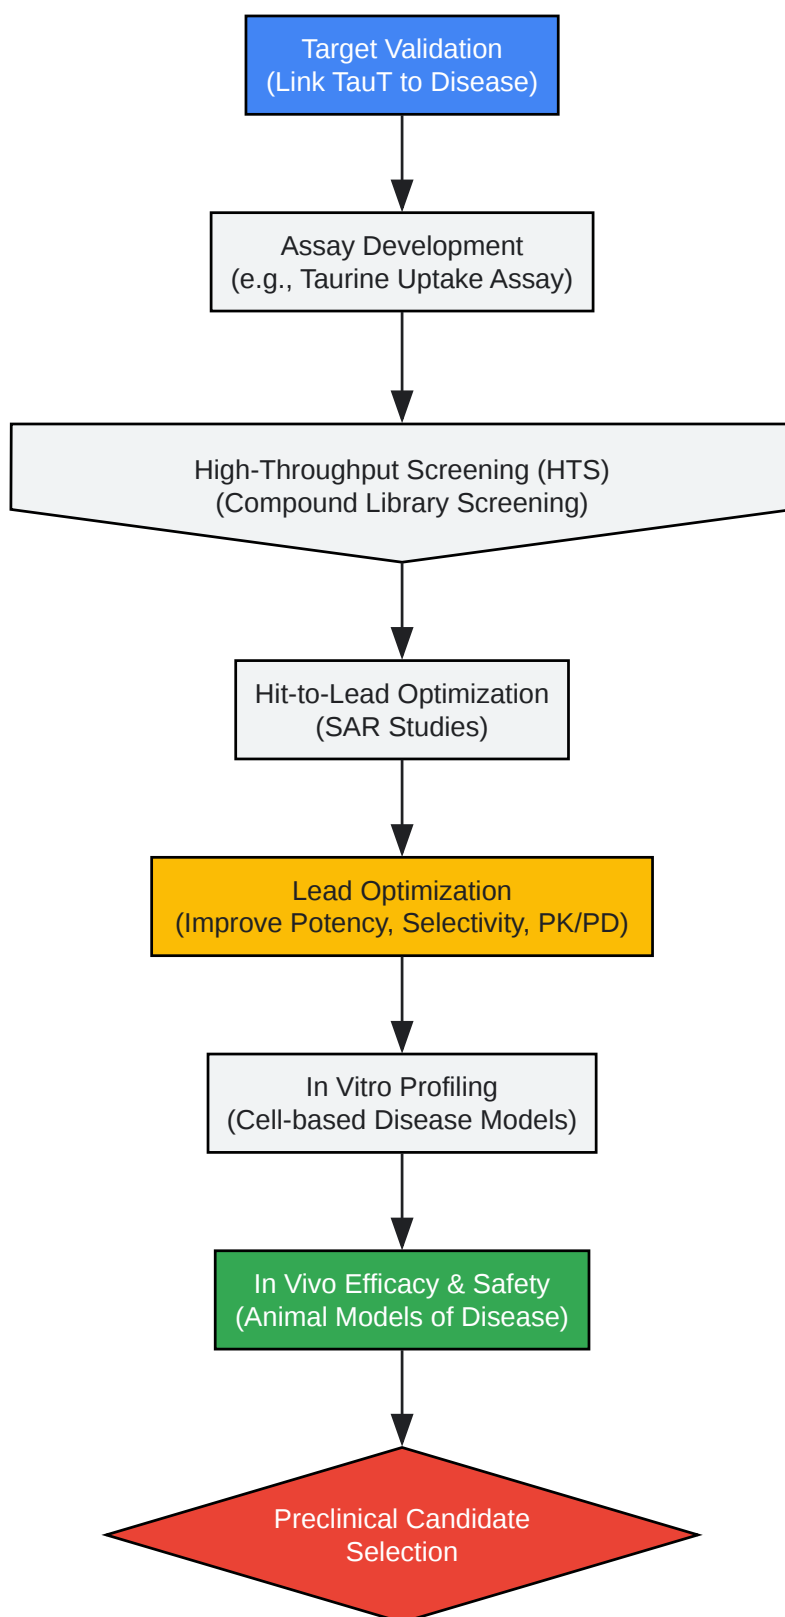 Target Validation
(Link TauT to Disease)
Assay Development
(e.g., Taurine Uptake Assay)
High-Throughput Screening (HTS)
(Compound Library Screening)
Hit-to-Lead Optimization
(SAR Studies)
Lead Optimization
(Improve Potency, Selectivity, PK/PD)
In Vitro Profiling
(Cell-based Disease Models)
In Vivo Efficacy & Safety
(Animal Models of Disease)
Preclinical Candidate
Selection